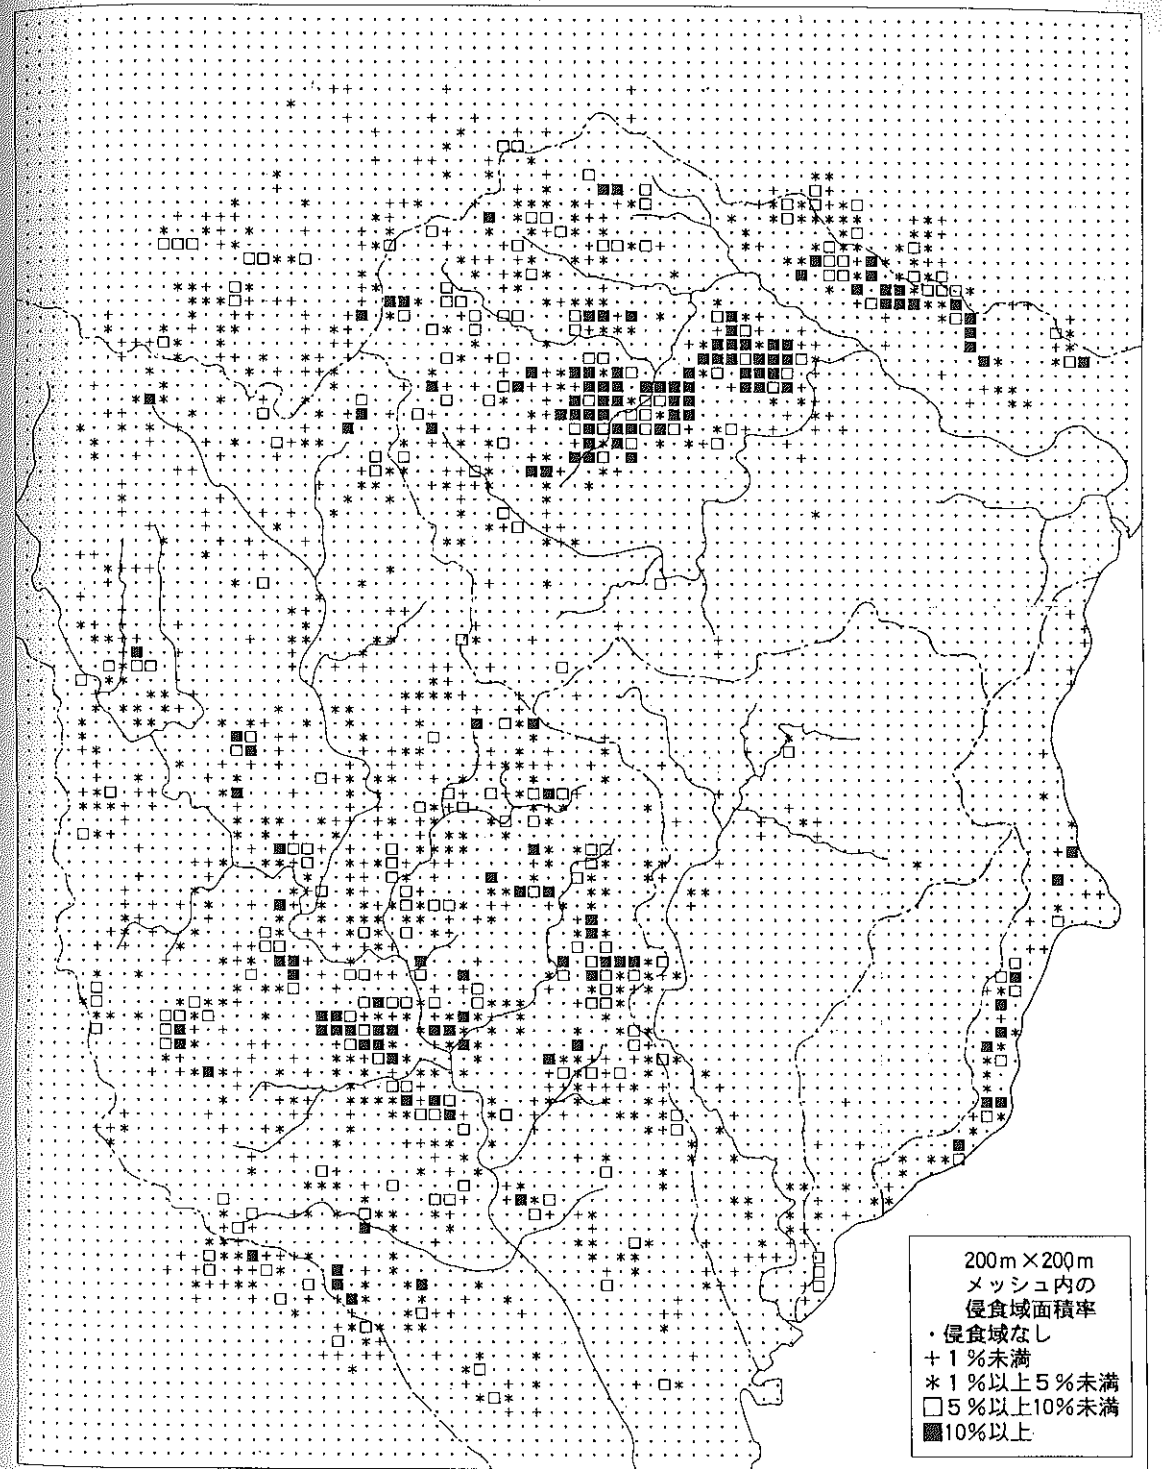 200m×200m
メッシュ内の
侵食域面積率
・侵食域なし
+1%未満
*1%以上5%未満
□5%以上10%未満
■10%以上